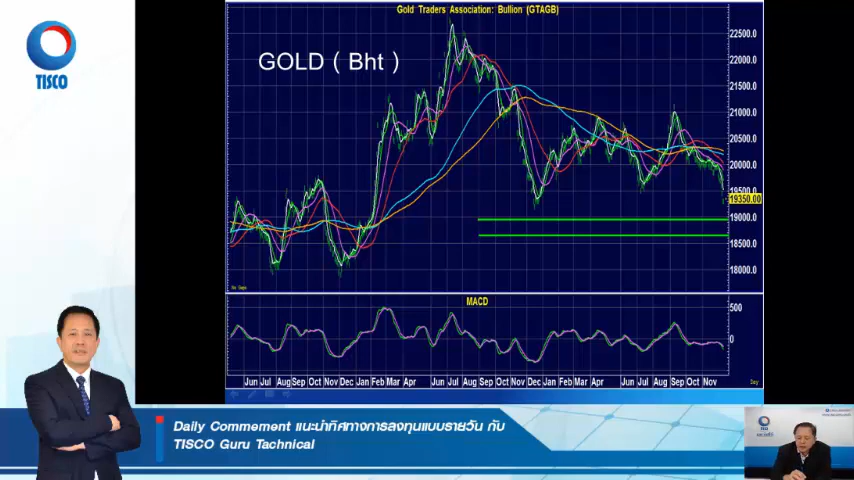 TISCO
Gold Traders Association: Bullion (GTAGB)
GOLD ( Bht )
22500.0
22000.0
21500.0
21000.0
20500.0
20000.0
19500.0
19350.00
19000.0
18500.0
18000.0
MACD
500
0
Jun Jul Aug Sep Oct Nov Dec Jan Feb Mar Apr Jun Jul Aug Sep Oct Nov Dec Jan Feb Mar Apr Jun Jul Aug Sep Oct Nov
Daily Commement แนะนำทิศทางการลงทุนแบบรายวัน กับ
TISCO Guru Tachnical